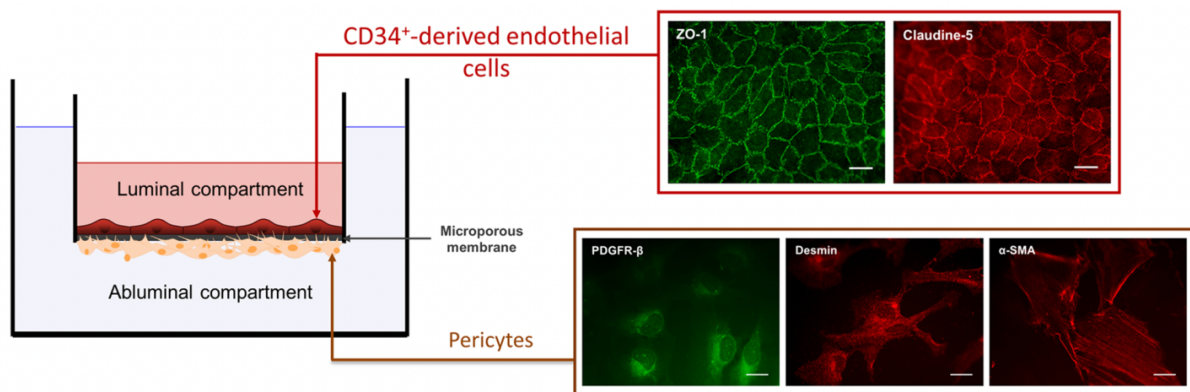 CD34⁺-derived endothelial
cells
ZO-1
Claudine-5
Luminal compartment
Microporous
membrane
Abluminal compartment
Pericytes
PDGFR-β
Desmin
α-SMA